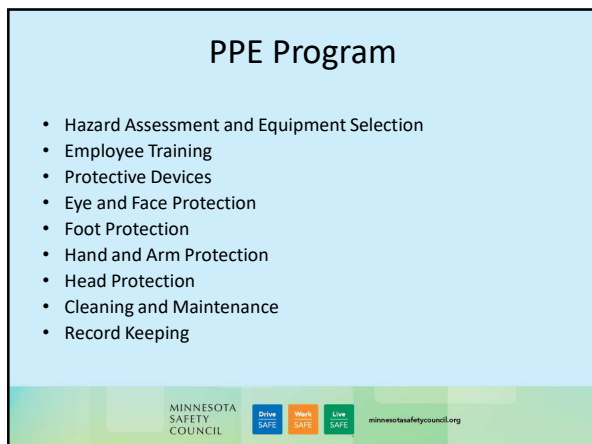 PPE Program
• Hazard Assessment and Equipment Selection
• Employee Training
• Protective Devices
• Eye and Face Protection
• Foot Protection
• Hand and Arm Protection
• Head Protection
• Cleaning and Maintenance
• Record Keeping
MINNESOTA
SAFETY
COUNCIL
Drive
SAFE
Work
SAFE
Live
SAFE
minnesotasafetycouncil.org